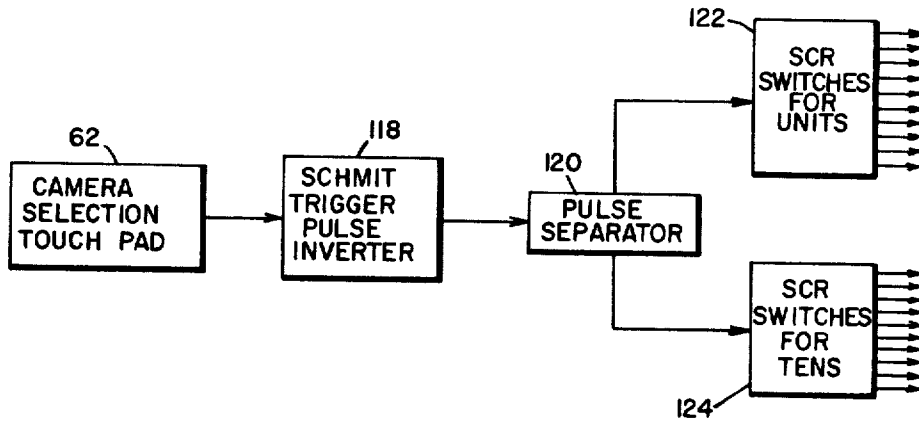 122
SCR
SWITCHES
FOR
UNITS
62
CAMERA
SELECTION
TOUCH PAD
118
SCHMIT
TRIGGER
PULSE
INVERTER
120
PULSE
SEPARATOR
SCR
SWITCHES
FOR
TENS
124